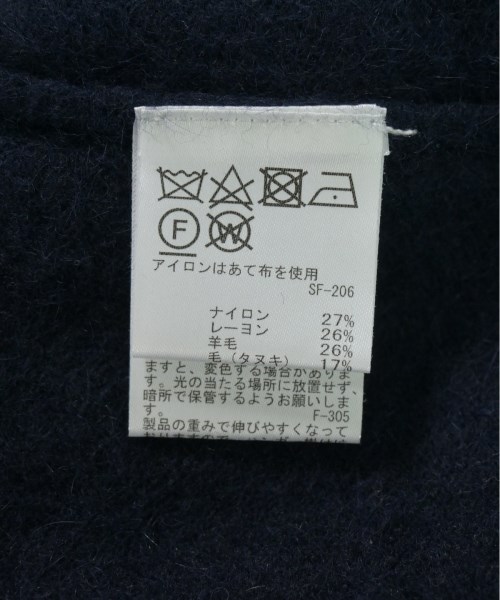 F W
アイロンはあて布を使用
SF-206
ナイロン 27%
レーヨン 26%
羊毛 26%
毛(タヌキ) 17%
ますと、変色する場合がありま
す。光の当たる場所に放置せず、
暗所で保管するようお願いしま
す。 F-305
製品の重みで伸びやすくなって